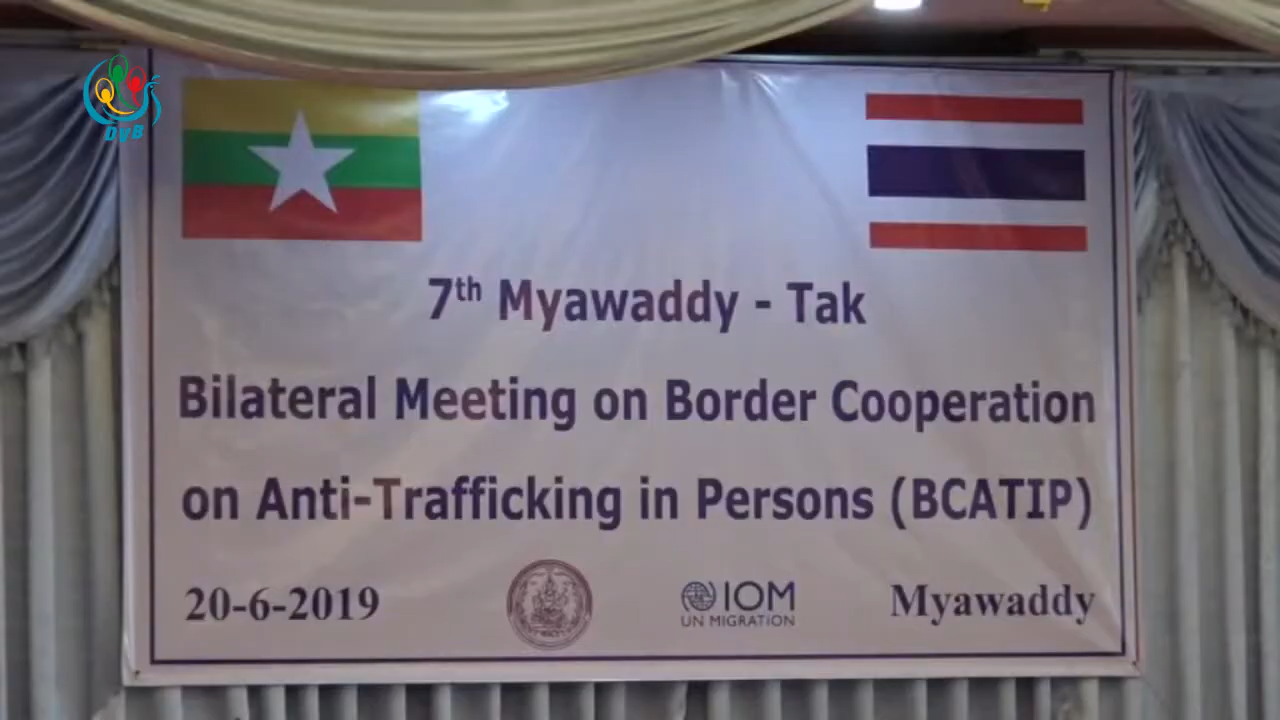 DVB
7th Myawaddy - Tak
Bilateral Meeting on Border Cooperation
on Anti-Trafficking in Persons (BCATIP)
20-6-2019
IOM
UN MIGRATION
Myawaddy